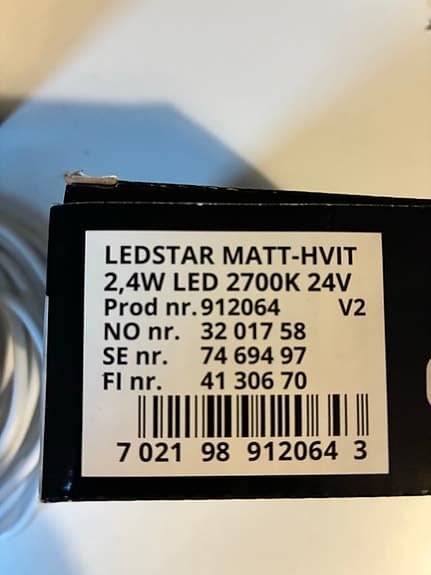 LEDSTAR MATT-HVIT
2,4W LED 2700K 24V
Prod nr. 912064 V2
NO nr. 32 017 58
SE nr. 74 694 97
FI nr. 41 306 70
7 021 98 912064 3